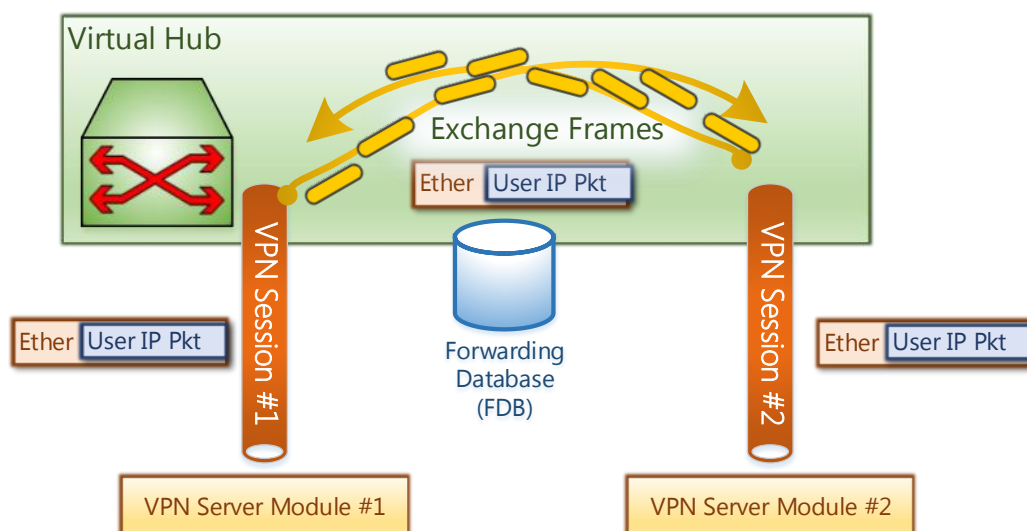 Virtual Hub
Exchange Frames
Ether User IP Pkt
VPN Session #1
VPN Session #2
Ether User IP Pkt
Forwarding
Database
(FDB)
Ether User IP Pkt
VPN Server Module #1
VPN Server Module #2